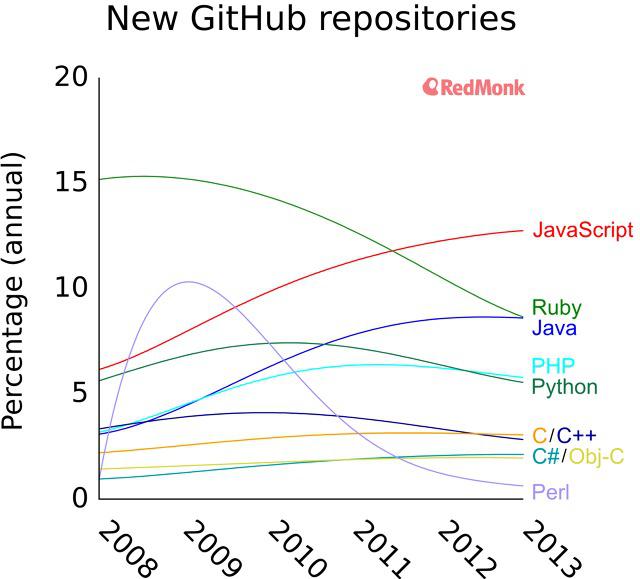 New GitHub repositories
RedMonk
Percentage (annual)
20
15
10
5
0
JavaScript
Ruby
Java
PHP
Python
C/C++
C#/Obj-C
Perl
2008
2009
2010
2011
2012
2013